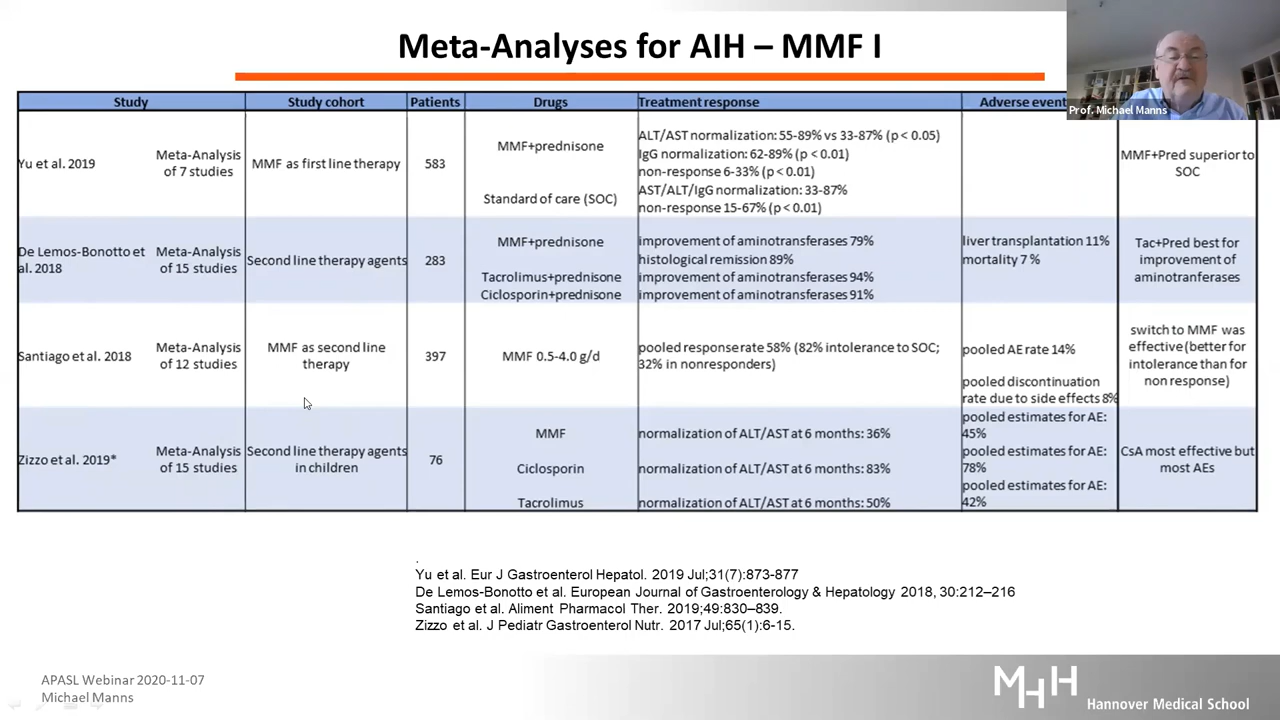 Meta-Analyses for AIH – MMF I
Prof. Michael Manns
Study
Study cohort
Patients
Drugs
Treatment response
Adverse event
Yu et al. 2019
Meta-Analysis
of 7 studies
MMF as first line therapy
583
MMF+prednisone
Standard of care (SOC)
ALT/AST normalization: 55-89% vs 33-87% (p < 0.05)
IgG normalization: 62-89% (p < 0.01)
non-response 6-33% (p < 0.01)
AST/ALT/IgG normalization: 33-87%
non-response 15-67% (p < 0.01)
MMF+Pred superior to
SOC
De Lemos-Bonotto et
al. 2018
Meta-Analysis
of 15 studies
Second line therapy agents
283
MMF+prednisone
Tacrolimus+prednisone
Ciclosporin+prednisone
improvement of aminotransferases 79%
histological remission 89%
improvement of aminotransferases 94%
improvement of aminotransferases 91%
liver transplantation 11%
mortality 7 %
Tac+Pred best for
improvement of
aminotranferases
Santiago et al. 2018
Meta-Analysis
of 12 studies
MMF as second line
therapy
397
MMF 0.5-4.0 g/d
pooled response rate 58% (82% intolerance to SOC;
32% in nonresponders)
pooled AE rate 14%
pooled discontinuation
rate due to side effects 8%
switch to MMF was
effective (better for
intolerance than for
non response)
Zizzo et al. 2019*
Meta-Analysis
of 15 studies
Second line therapy agents
in children
76
MMF
Ciclosporin
Tacrolimus
normalization of ALT/AST at 6 months: 36%
normalization of ALT/AST at 6 months: 83%
normalization of ALT/AST at 6 months: 50%
pooled estimates for AE:
45%
pooled estimates for AE:
78%
pooled estimates for AE:
42%
CsA most effective but
most AEs
.
Yu et al. Eur J Gastroenterol Hepatol. 2019 Jul;31(7):873-877
De Lemos-Bonotto et al. European Journal of Gastroenterology & Hepatology 2018, 30:212–216
Santiago et al. Aliment Pharmacol Ther. 2019;49:830–839.
Zizzo et al. J Pediatr Gastroenterol Nutr. 2017 Jul;65(1):6-15.
APASL Webinar 2020-11-07
Michael Manns
MHH
Hannover Medical School